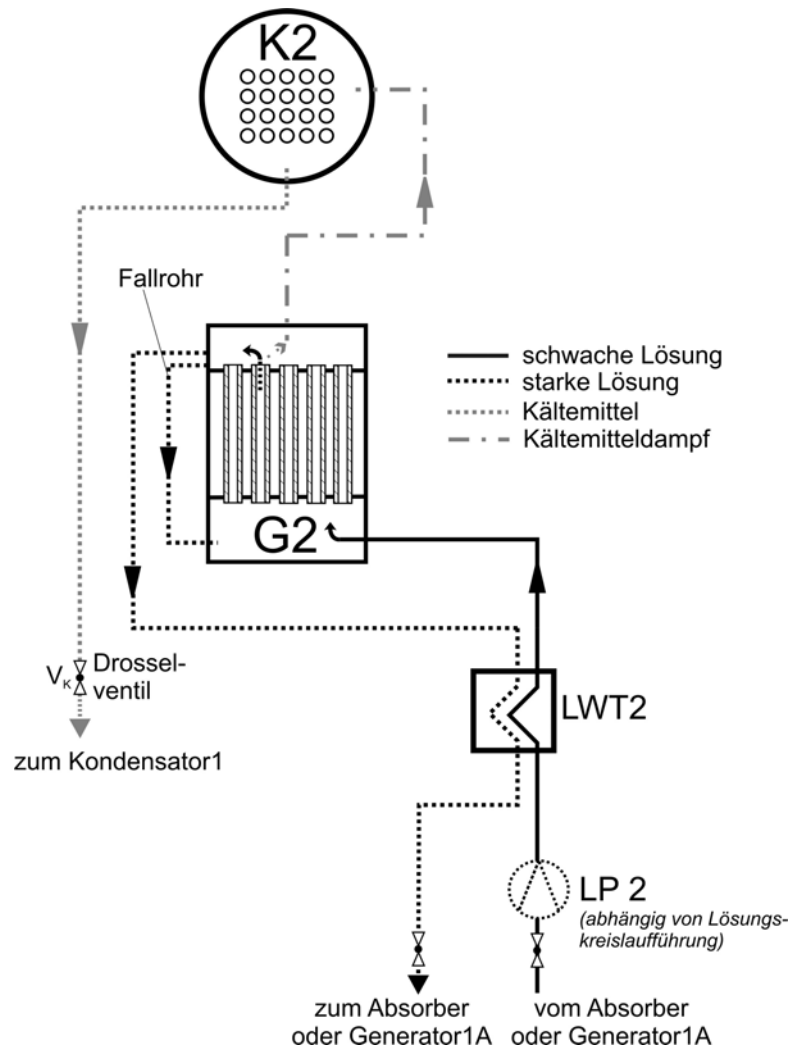 K2
Fallrohr
schwache Lösung
starke Lösung
Kältemittel
Kältemitteldampf
G2
V_K
Drossel-
ventil
LWT2
zum Kondensator1
LP 2
(abhängig von Lösungs-
kreislaufführung)
zum Absorber
oder Generator1A
vom Absorber
oder Generator1A